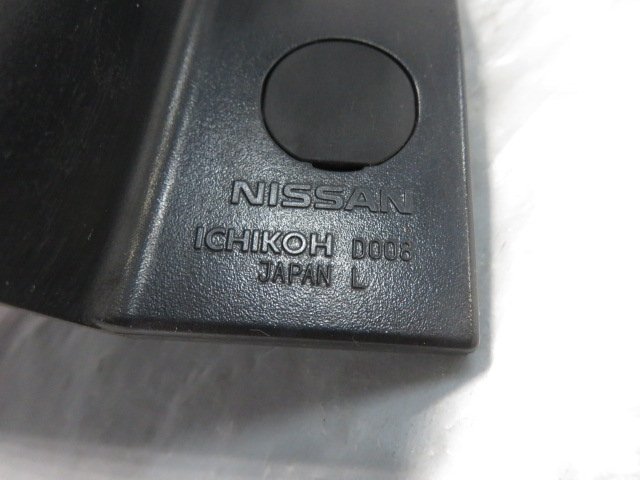 NISSAN
ICHIKOH D008
JAPAN L